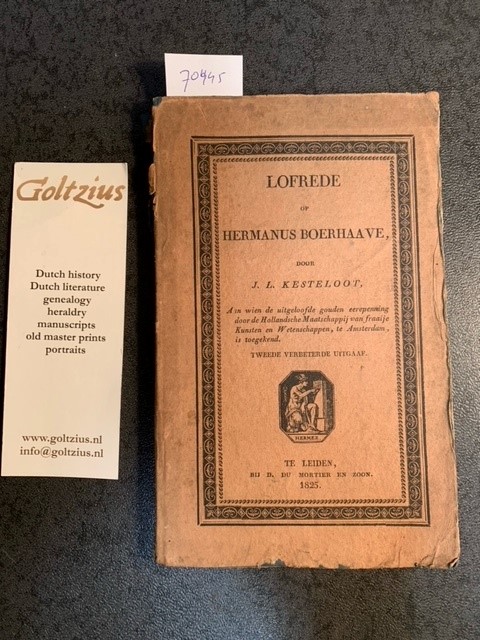 70445
Goltzius
Dutch history
Dutch literature
genealogy
heraldry
manuscripts
old master prints
portraits
www.goltzius.nl
info@goltzius.nl
LOFREDE
OP
HERMANUS BOERHAAVE,
DOOR
J. L. KESTELOOT,
Aan wien de uitgeloofde gouden eerepenning
door de Hollandsche Maatschappij van fraaije
Kunsten en Wetenschappen, te Amsterdam,
is toegekend.
TWEEDE VERBETERDE UITGAAF.
HERMES
TE LEIDEN,
BIJ D. DU MORTIER EN ZOON.
1825.